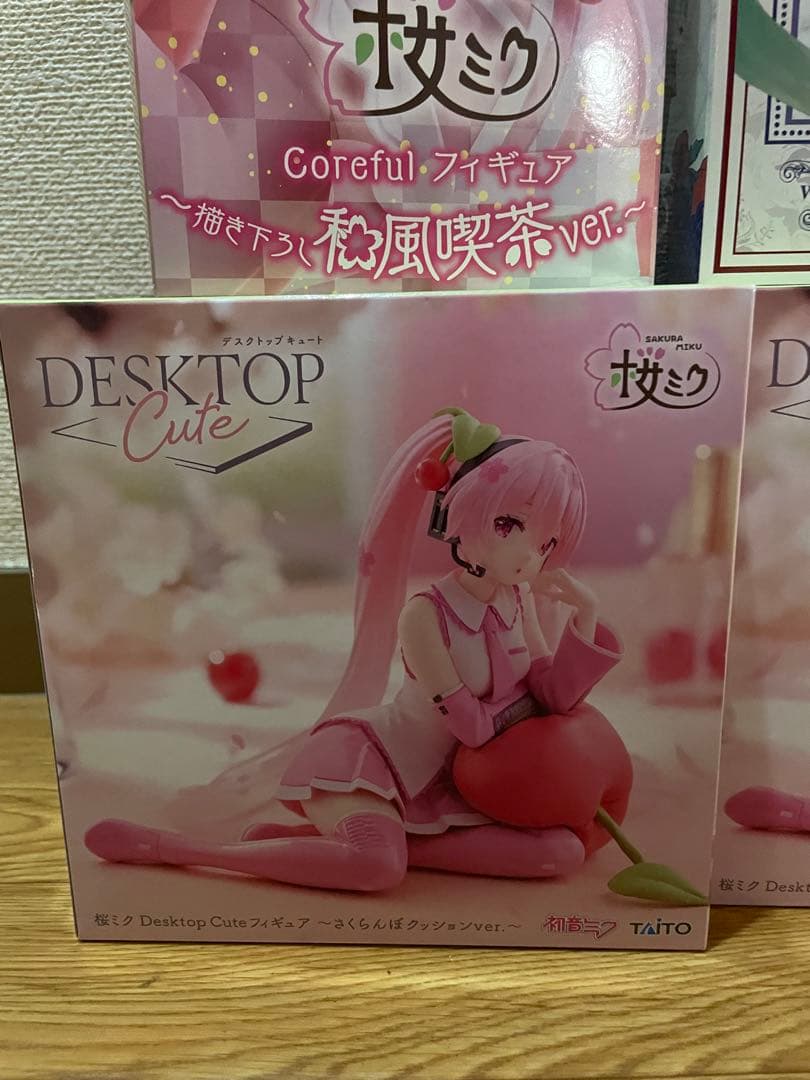 桜ミク
Coreful フィギュア
～描き下ろし和風喫茶ver.～
デスクトップキュート
DESKTOP
Cute
SAKURA
MIKU
桜ミク
D
桜ミク Desktop Cuteフィギュア ～さくらんぼクッションver.～
初音ミク
TAITO
桜ミク Deskt